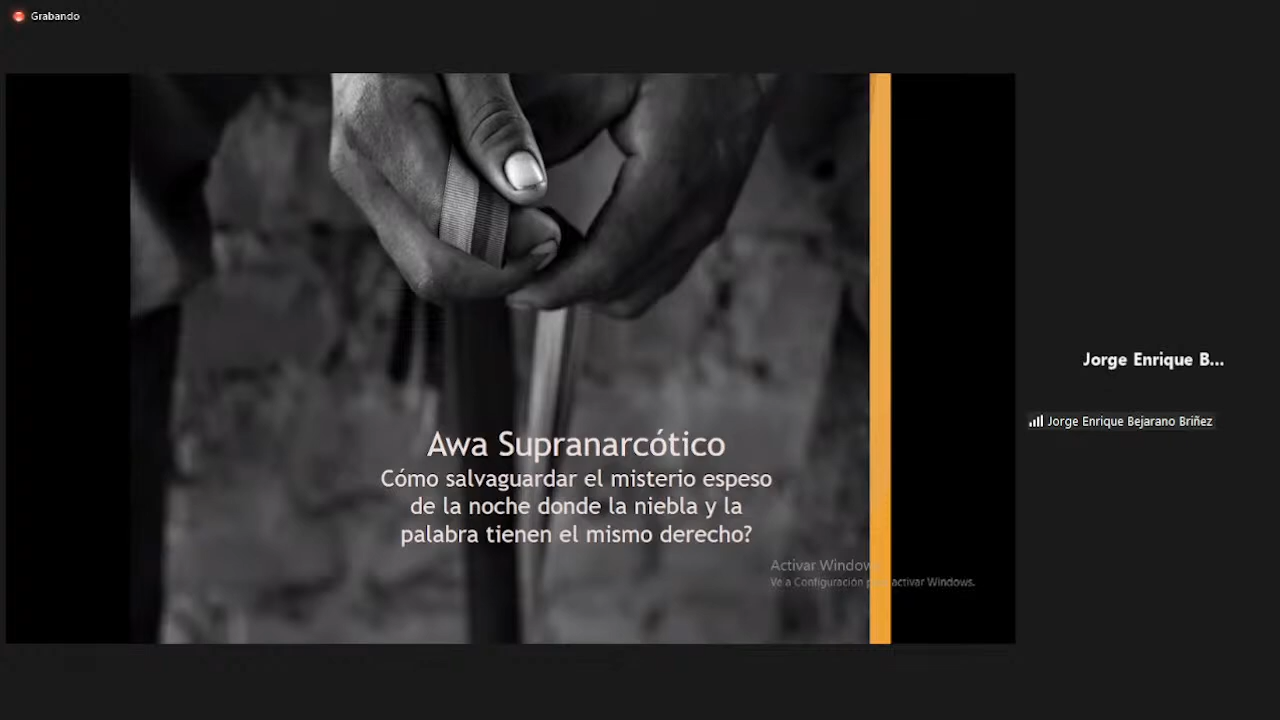 Grabando
Awa Supranarcótico
Cómo salvaguardar el misterio espeso
de la noche donde la niebla y la
palabra tienen el mismo derecho?
Activar Window
Ve a Configuración p activar Windows.
Jorge Enrique B...
Jorge Enrique Bejarano Briñez